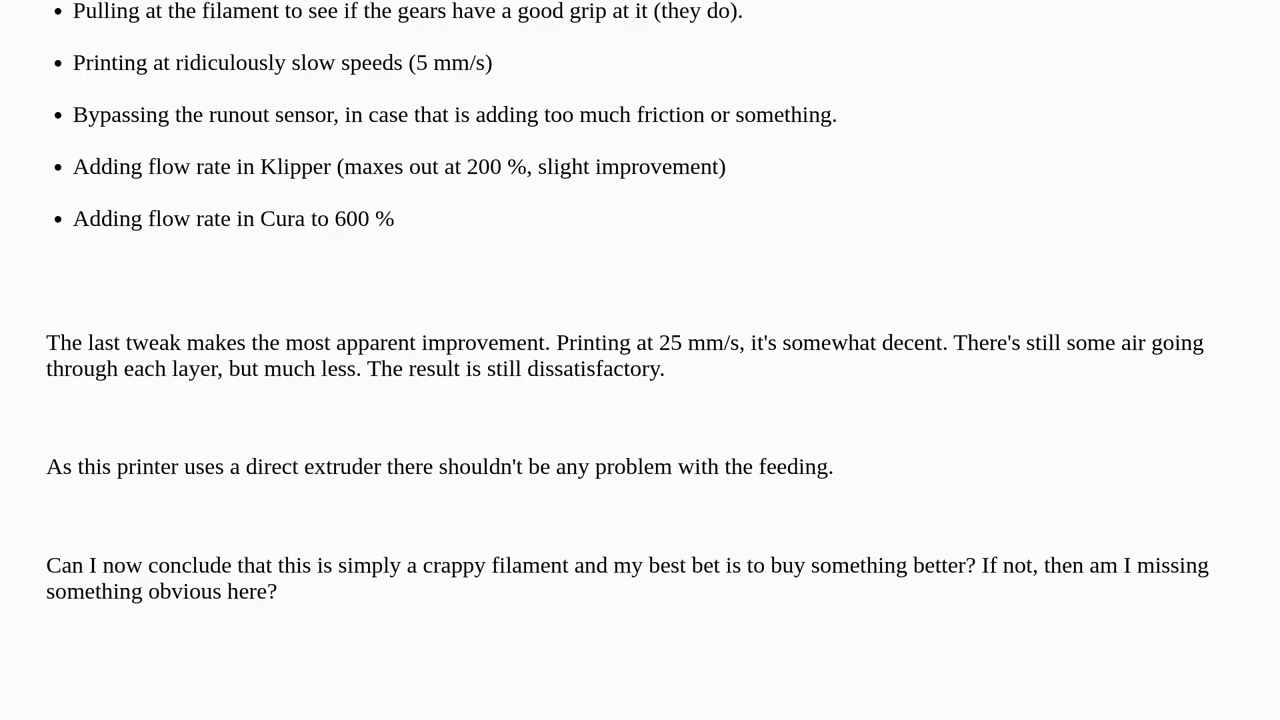 • Pulling at the filament to see if the gears have a good grip at it (they do).
• Printing at ridiculously slow speeds (5 mm/s)
• Bypassing the runout sensor, in case that is adding too much friction or something.
• Adding flow rate in Klipper (maxes out at 200 %, slight improvement)
• Adding flow rate in Cura to 600 %
The last tweak makes the most apparent improvement. Printing at 25 mm/s, it's somewhat decent. There's still some air going
through each layer, but much less. The result is still dissatisfactory.
As this printer uses a direct extruder there shouldn't be any problem with the feeding.
Can I now conclude that this is simply a crappy filament and my best bet is to buy something better? If not, then am I missing
something obvious here?